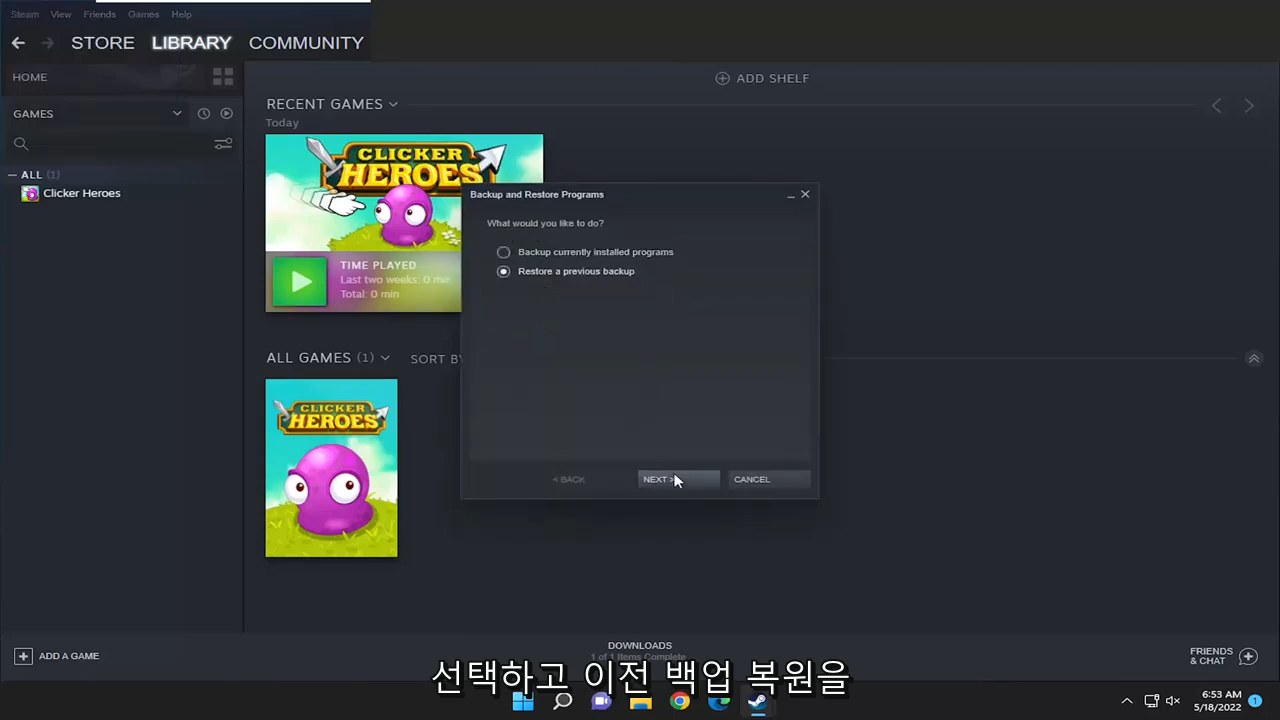 Steam View Friends Games Help
STORE LIBRARY COMMUNITY
HOME
ADD SHELF
GAMES
RECENT GAMES
Today
ALL (1)
Clicker Heroes
CLICKER
HEROES
TIME PLAYED
Last two weeks: 0 min
Total: 0 min
Backup and Restore Programs
What would you like to do?
Backup currently installed programs
Restore a previous backup
< BACK NEXT > CANCEL
ALL GAMES (1) SORT BY
CLICKER
HEROES
ADD A GAME
DOWNLOADS
1 of 1 Items Complete
FRIENDS
& CHAT
선택하고 이전 백업 복원을
6:53 AM
5/18/2022
1